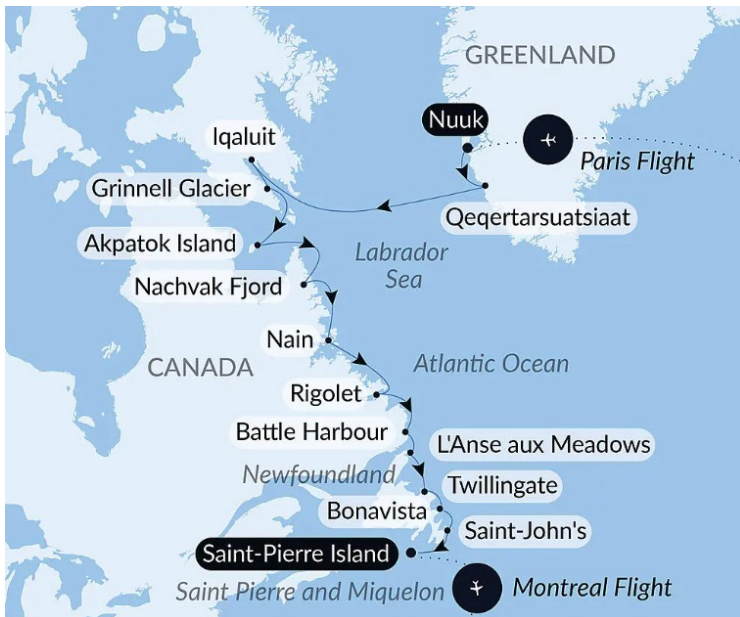 GREENLAND
Nuuk
Paris Flight
Iqaluit
Grinnell Glacier
Qeqertarsuatsiaat
Akpatok Island
Labrador
Sea
Nachvak Fjord
Nain
CANADA
Atlantic Ocean
Rigolet
Battle Harbour
L'Anse aux Meadows
Newfoundland
Twillingate
Bonavista
Saint-John's
Saint-Pierre Island
Saint Pierre and Miquelon
Montreal Flight